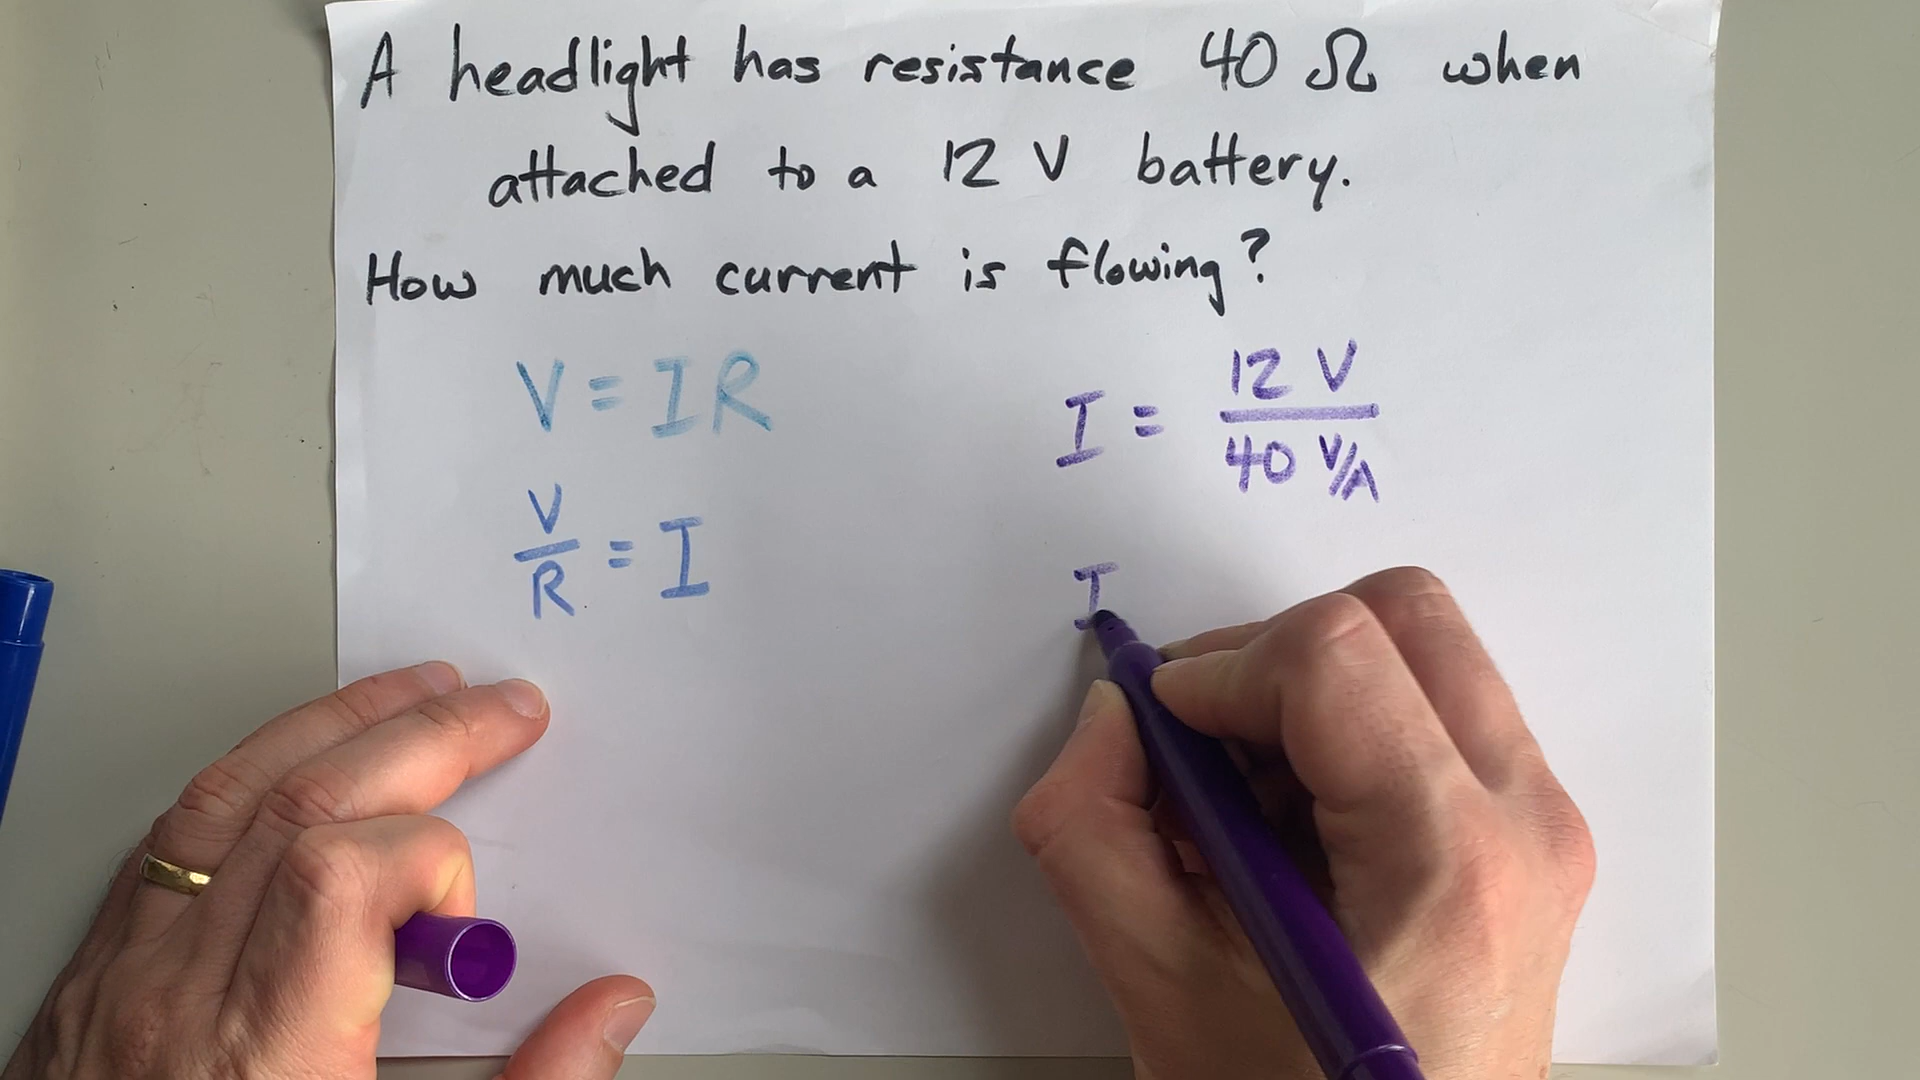 A headlight has resistance 40 Ω when
attached to a 12 V battery.
How much current is flowing?
V = IR
V/R = I
I = 12 V / 40 V/A
I